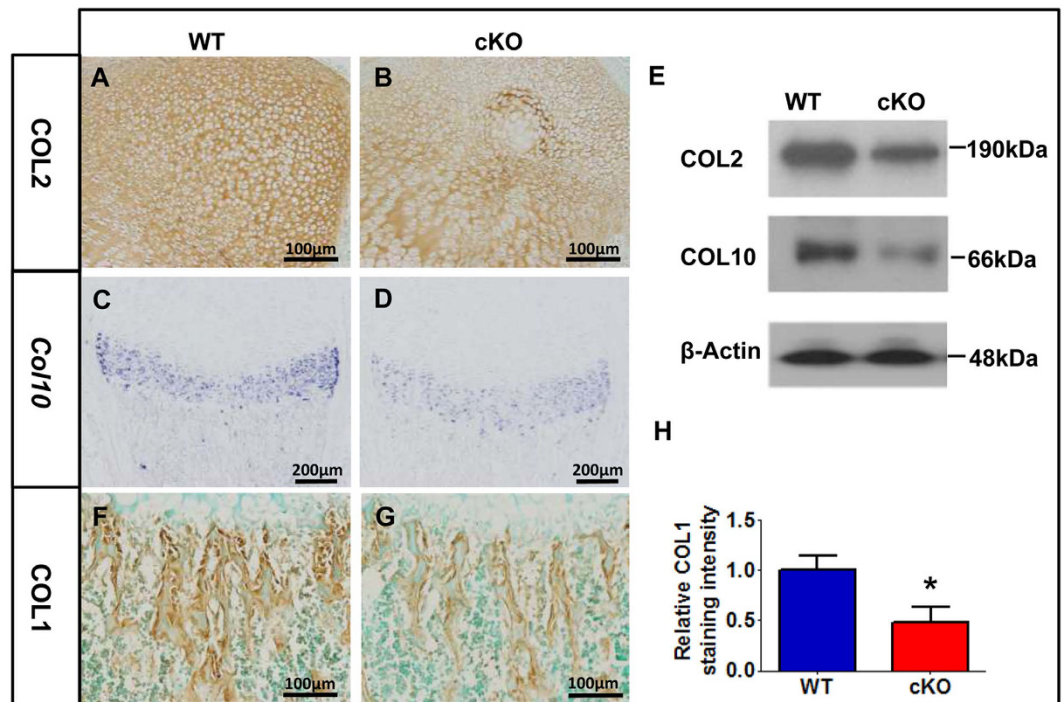 WT
cKO
COL2
A
B
100µm
100µm
Col10
C
D
200µm
200µm
COL1
F
G
100µm
100µm
E
WT
cKO
COL2
190kDa
COL10
66kDa
β-Actin
48kDa
H
Relative COL1
staining intensity
1.5
1.0
0.5
0.0
*
WT
cKO